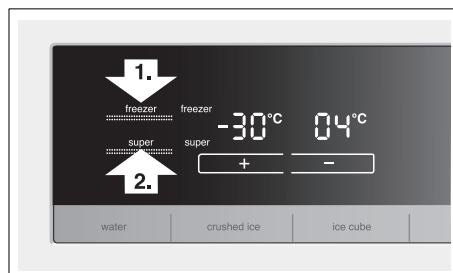 1.
freezer freezer
-30°C 04°C
super super
+ −
2.
water crushed ice ice cube